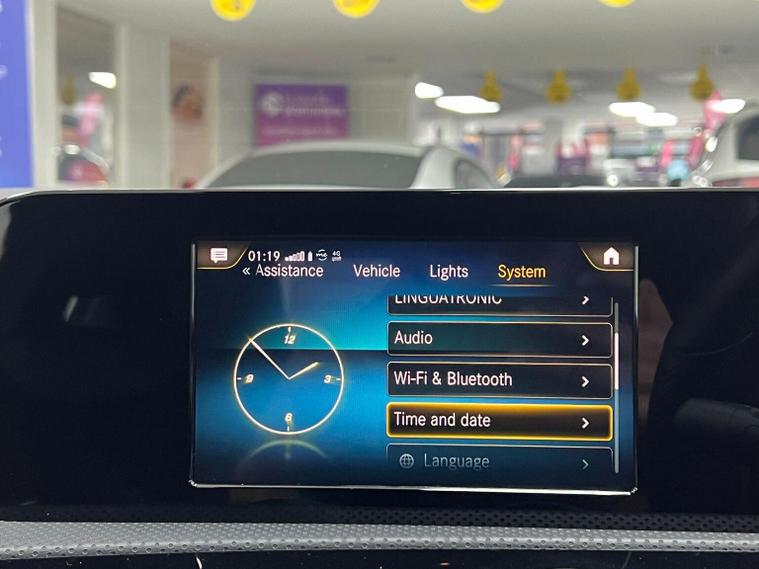 01:19 me 4G
« Assistance Vehicle Lights System
LINGUATRONIC
Audio
Wi-Fi & Bluetooth
Time and date
Language
12
9 3
6